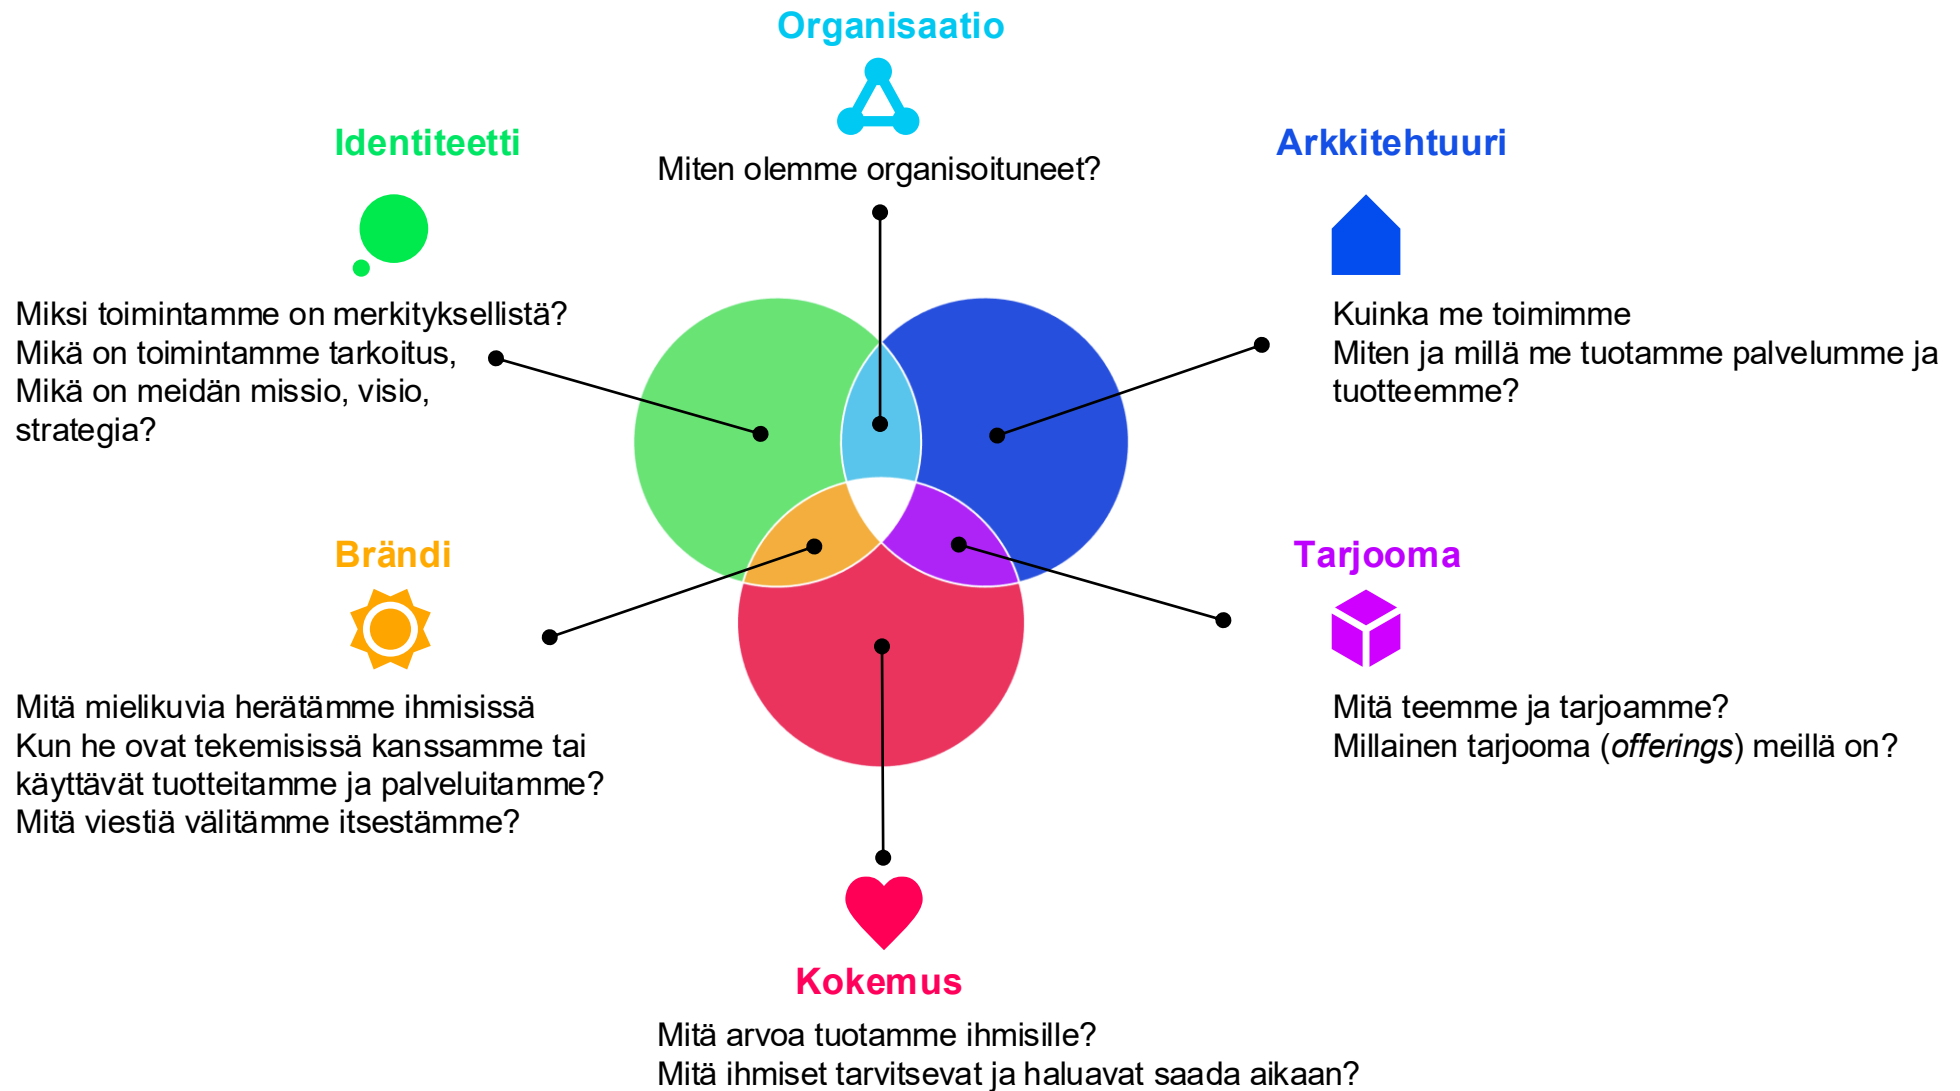 Organisaatio
Miten olemme organisoituneet?
Identiteetti
Miksi toimintamme on merkityksellistä?
Mikä on toimintamme tarkoitus,
Mikä on meidän missio, visio,
strategia?
Arkkitehtuuri
Kuinka me toimimme
Miten ja millä me tuotamme palvelumme ja
tuotteemme?
Brändi
Mitä mielikuvia herätämme ihmisissä
Kun he ovat tekemisissä kanssamme tai
käyttävät tuotteitamme ja palveluitamme?
Mitä viestiä välitämme itsestämme?
Tarjooma
Mitä teemme ja tarjoamme?
Millainen tarjooma (offerings) meillä on?
Kokemus
Mitä arvoa tuotamme ihmisille?
Mitä ihmiset tarvitsevat ja haluavat saada aikaan?